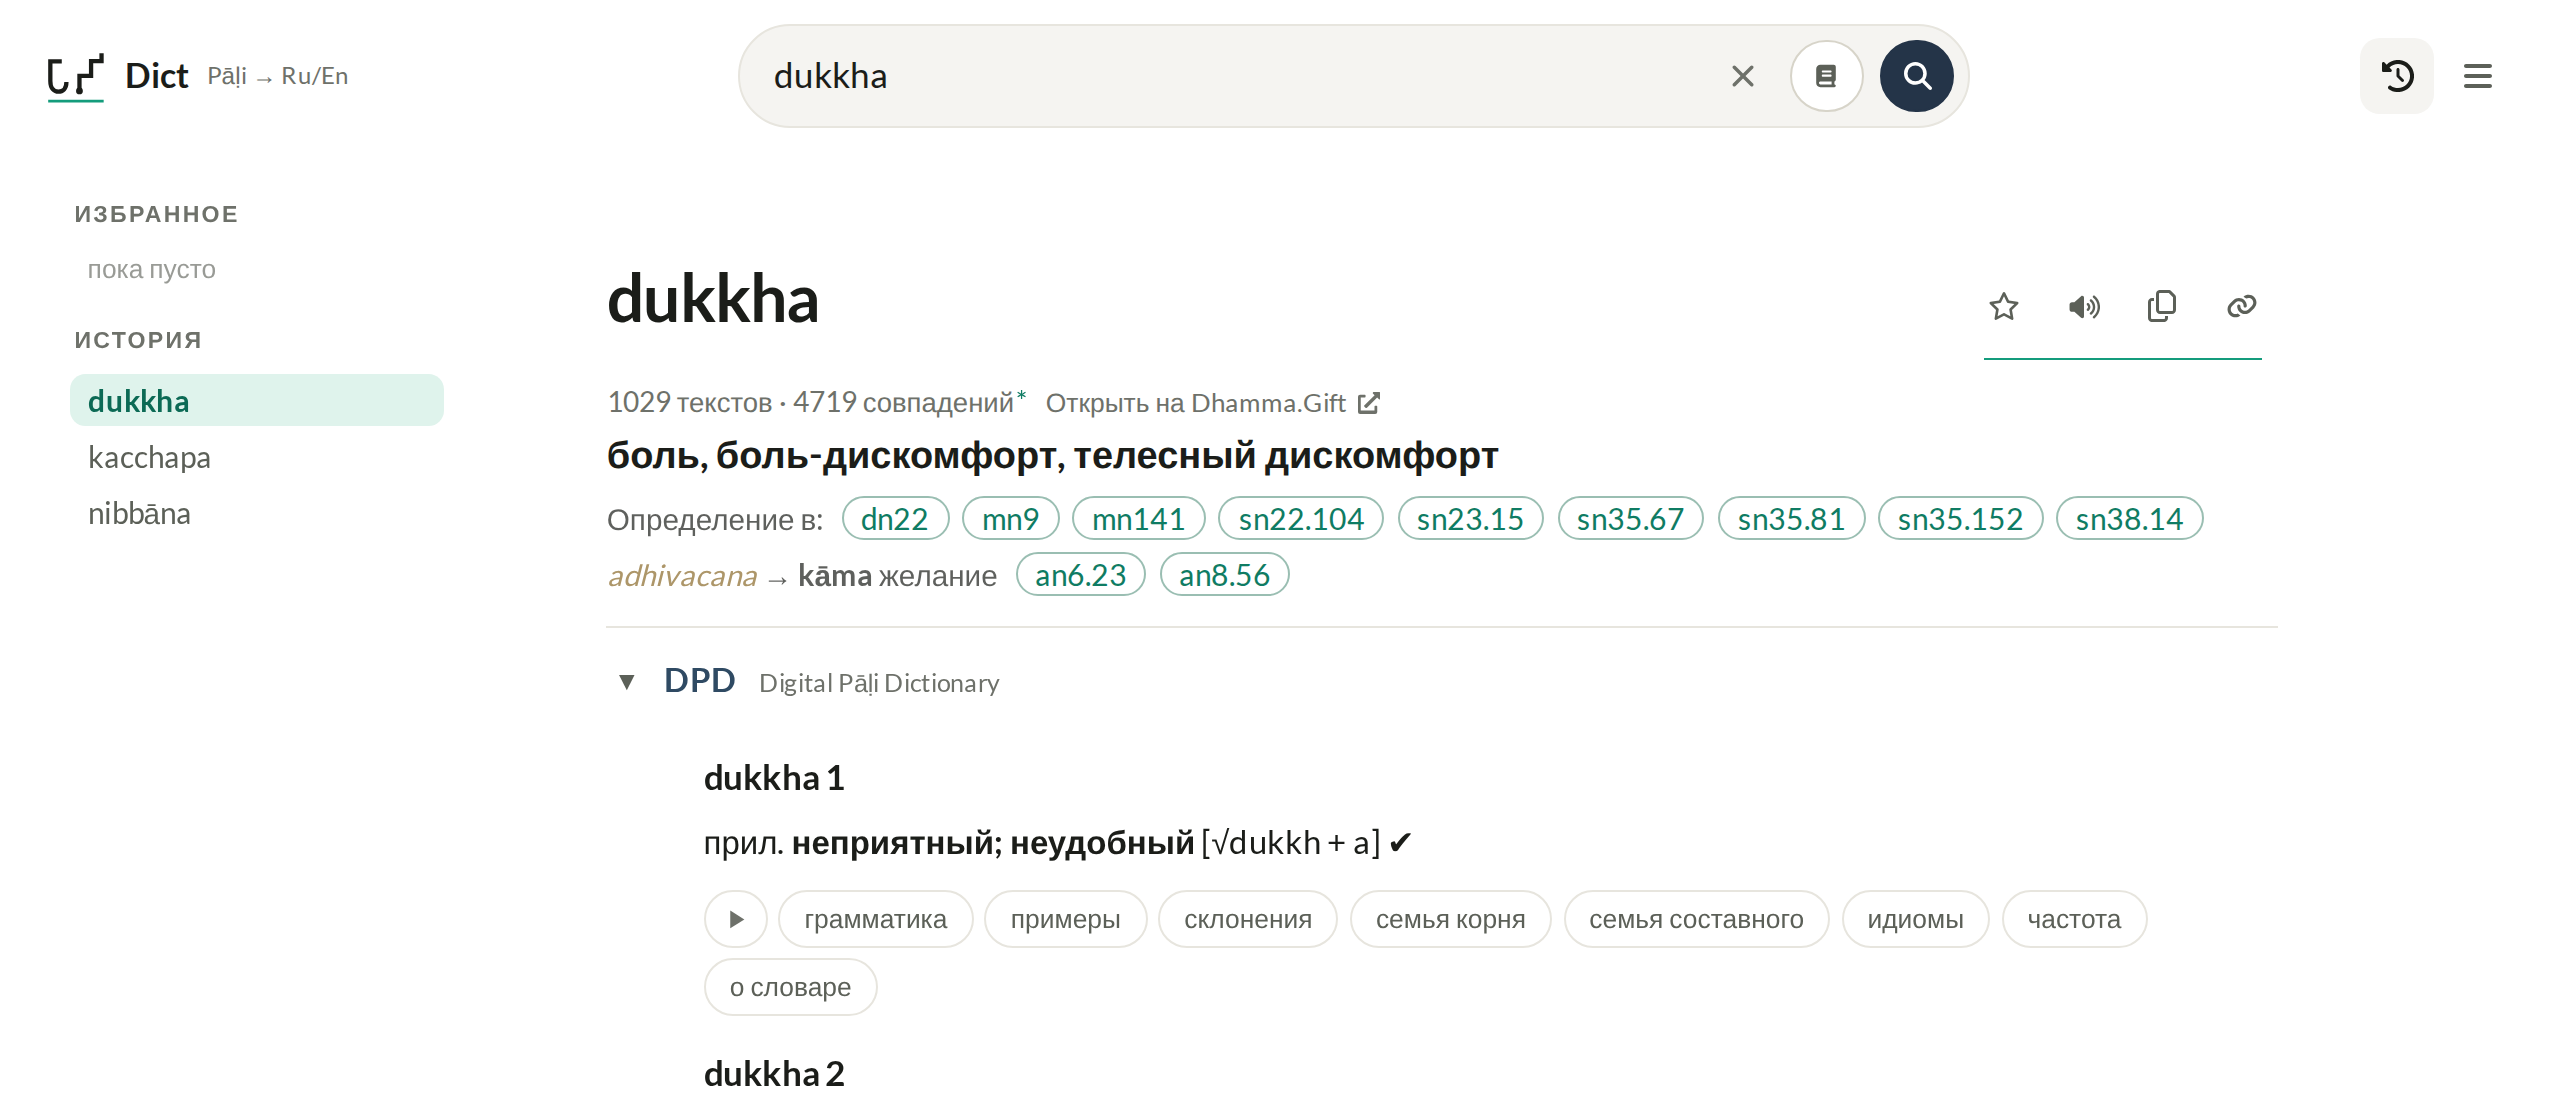 Dict Pāḷi → Ru/En
dukkha
ИЗБРАННОЕ
пока пусто
ИСТОРИЯ
dukkha
kacchapa
nibbāna
dukkha
1029 текстов · 4719 совпадений* Открыть на Dhamma.Gift
боль, боль-дискомфорт, телесный дискомфорт
Определение в: dn22 mn9 mn141 sn22.104 sn23.15 sn35.67 sn35.81 sn35.152 sn38.14
adhivacana → kāma желание an6.23 an8.56
▼ DPD Digital Pāḷi Dictionary
dukkha 1
прил. неприятный; неудобный [√dukkh + a] ✔
грамматика примеры склонения семья корня семья составного идиомы частота
о словаре
dukkha 2